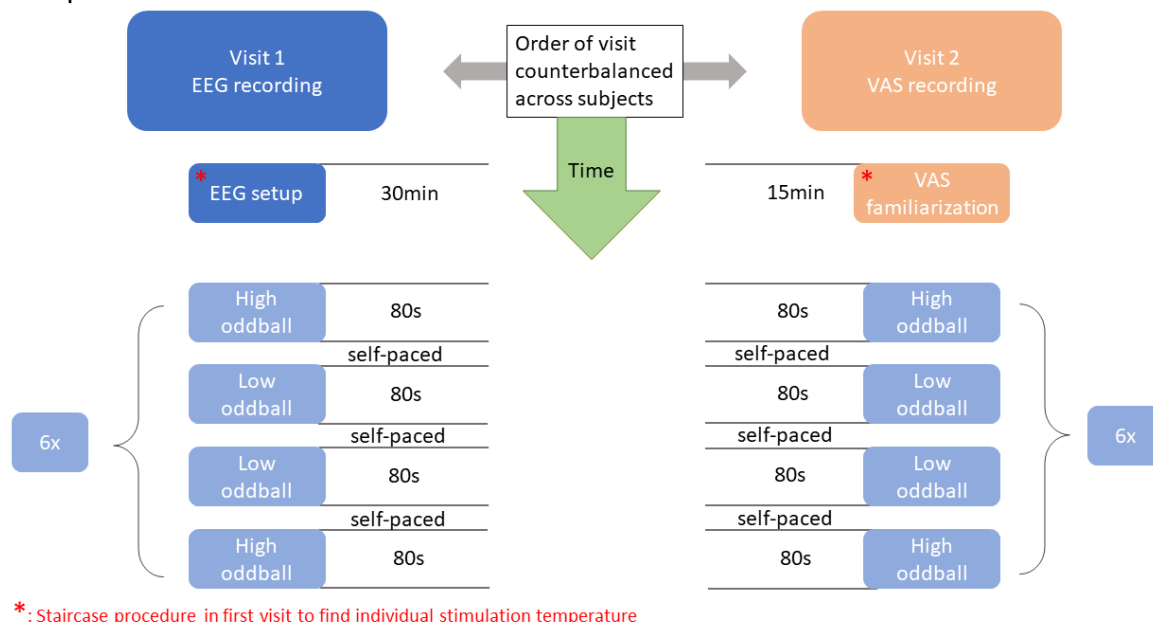 Visit 1
EEG recording
Order of visit
counterbalanced
across subjects
Visit 2
VAS recording
* EEG setup
30min
Time
15min
* VAS
familiarization
High
oddball
80s
80s
High
oddball
self-paced
self-paced
Low
oddball
80s
80s
Low
oddball
6x
self-paced
self-paced
6x
Low
oddball
80s
80s
Low
oddball
self-paced
self-paced
High
oddball
80s
80s
High
oddball
*: Staircase procedure in first visit to find individual stimulation temperature